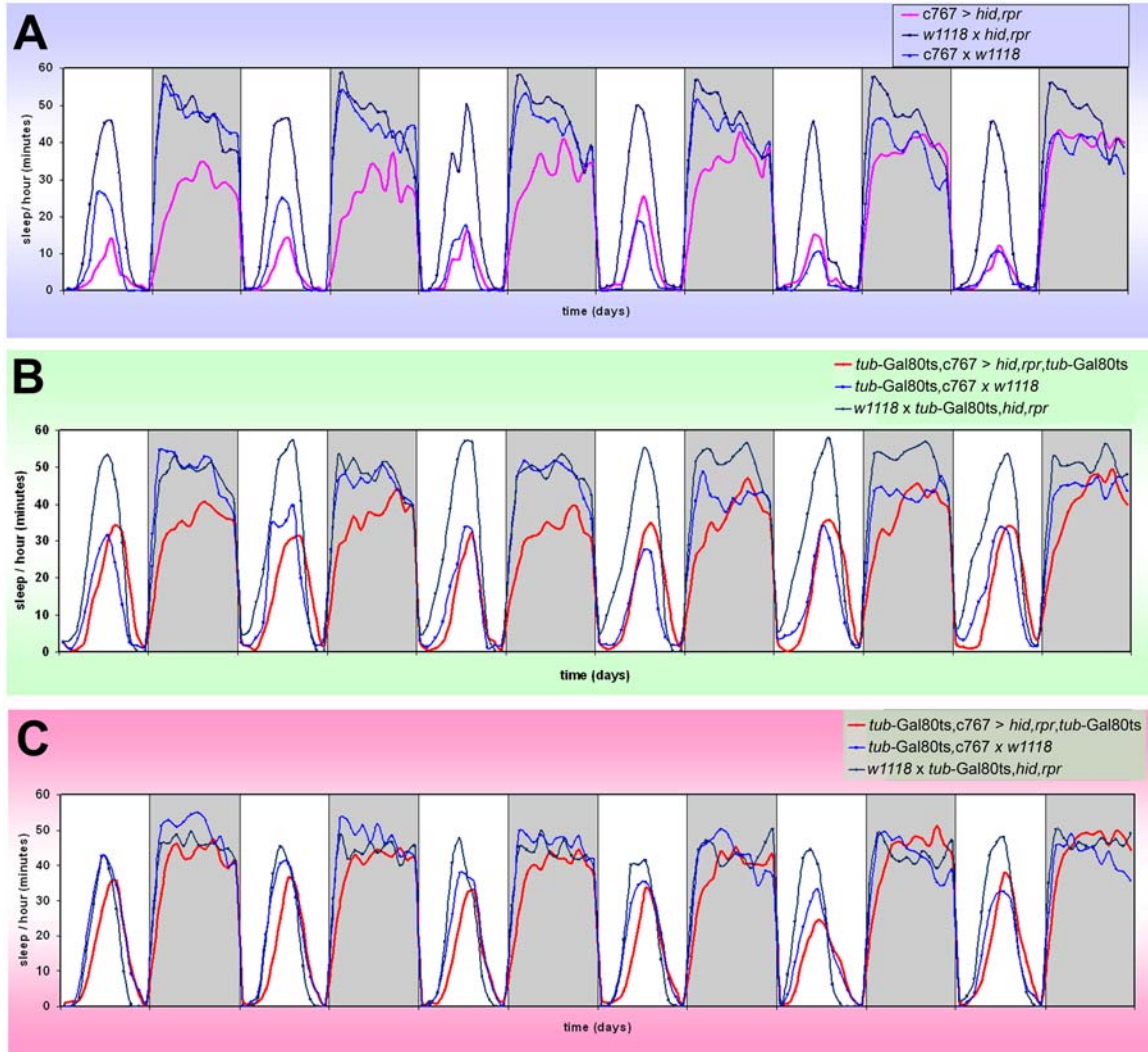 A
c767 > hid,rpr
w1118 x hid,rpr
c767 x w1118
60
50
40
30
20
10
0
sleep/ hour (minutes)
time (days)
B
tub-Gal80ts,c767 > hid,rpr,tub-Gal80ts
tub-Gal80ts,c767 x w1118
w1118 x tub-Gal80ts,hid,rpr
60
50
40
30
20
10
0
sleep / hour (minutes)
time (days)
C
tub-Gal80ts,c767 > hid,rpr,tub-Gal80ts
tub-Gal80ts,c767 x w1118
w1118 x tub-Gal80ts,hid,rpr
60
50
40
30
20
10
0
sleep / hour (minutes)
time (days)